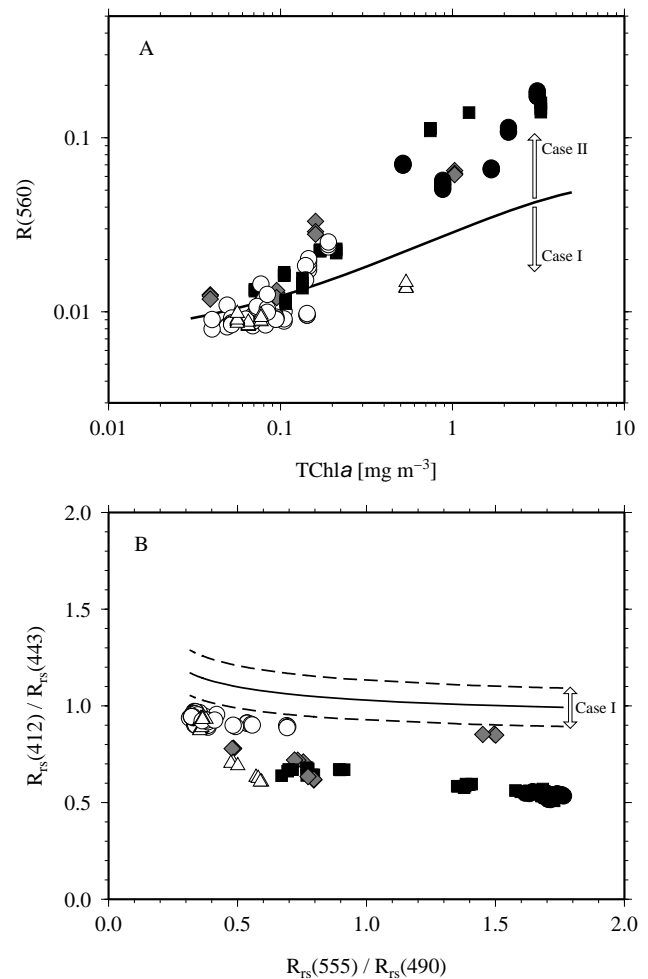 A
0.1
0.01
R(560)
Case II
Case I
0.01 0.1 1 10
TChla [mg m⁻³]
B
2.0
1.5
1.0
0.5
0.0
Rrs(412) / Rrs(443)
Case I
0.0 0.5 1.0 1.5 2.0
Rrs(555) / Rrs(490)